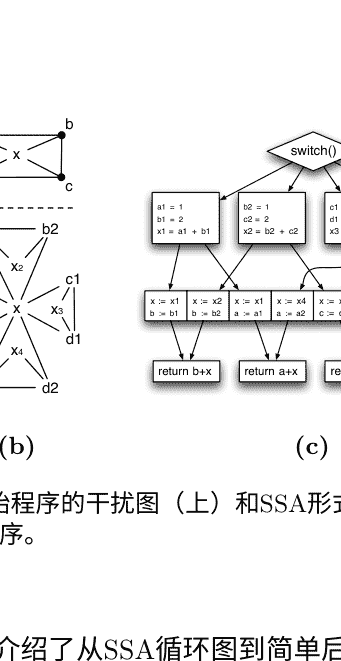 b
x
c
b2
x2
c1
x
x3
d1
x4
d2
(b)
switch()
a1 = 1
b1 = 2
x1 = a1 + b1
b2 = 1
c2 = 2
x2 = b2 + c2
c1
d1
x3
x := x1
b := b1
x := x2
b := b2
x := x1
a := a1
x := x4
a := a2
x := x
c := c
return b+x
return a+x
re
(c)
程序的干扰图（上）和SSA形式
序。
介绍了从SSA循环图到简单后